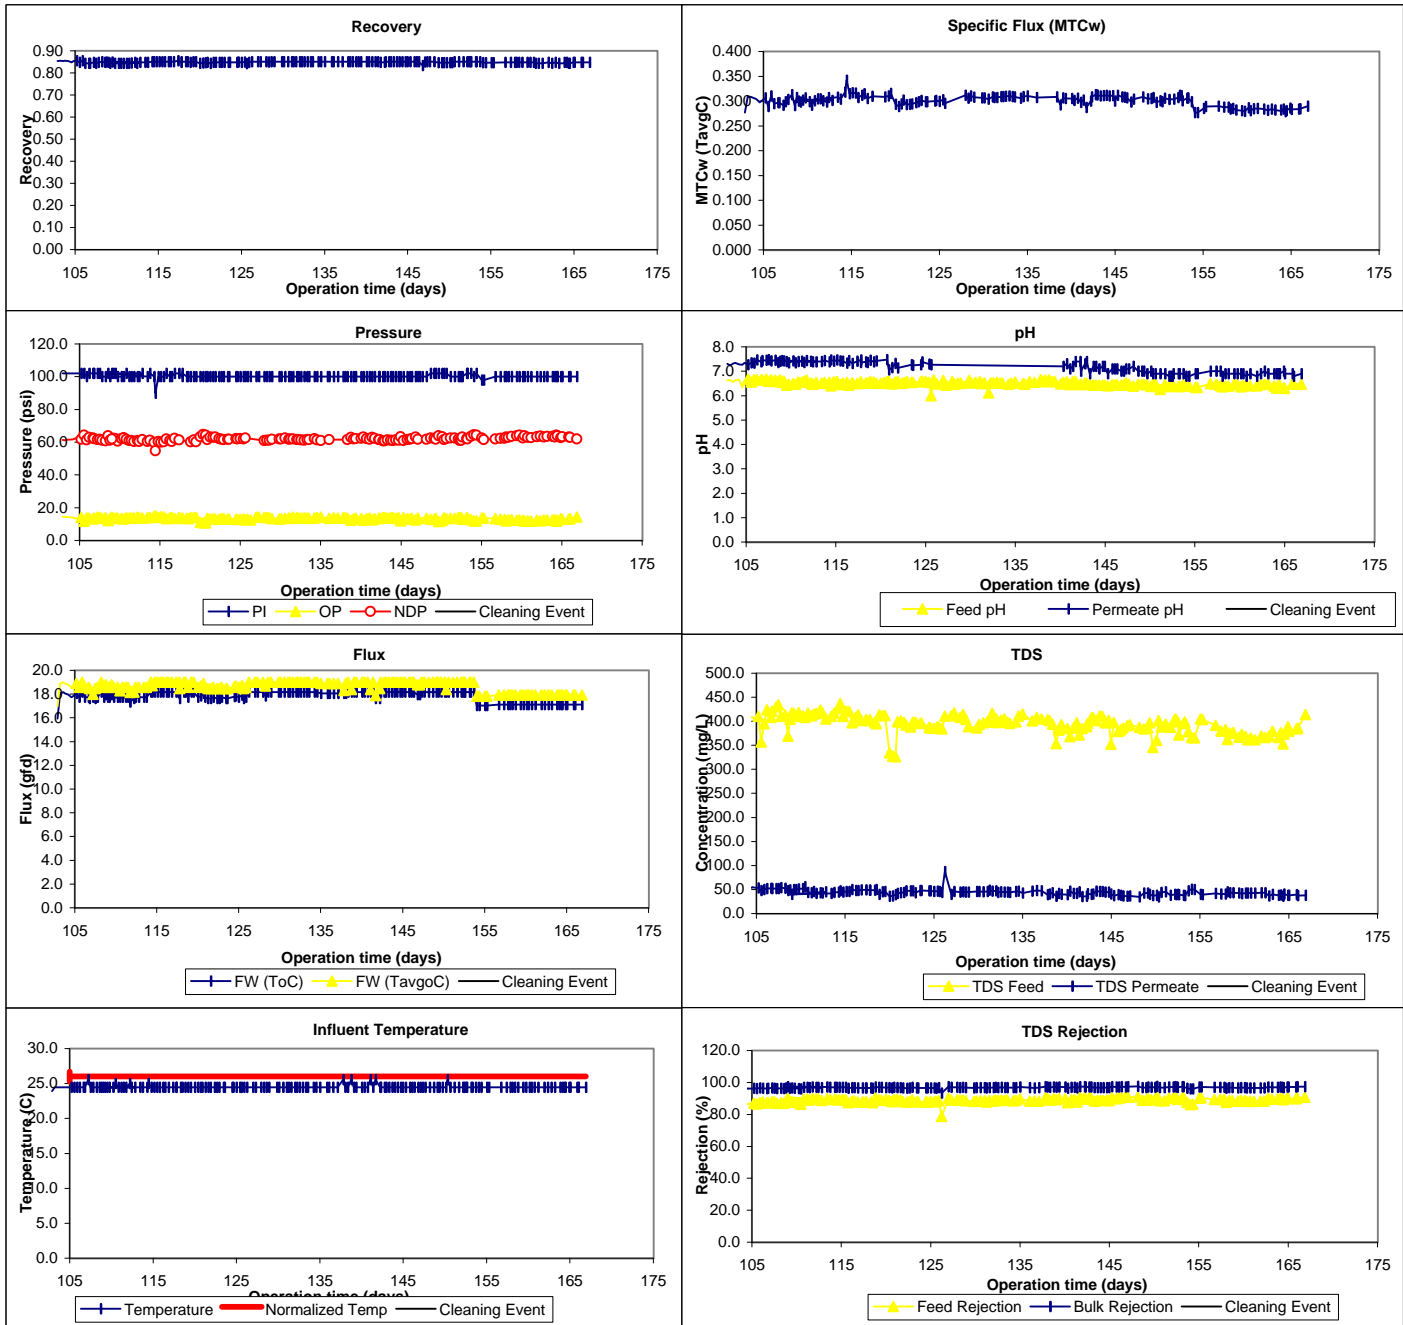 Recovery
0.90
0.80
0.70
0.60
0.50
0.40
0.30
0.20
0.10
0.00
Recovery
105 115 125 135 145 155 165 175
Operation time (days)
Specific Flux (MTCw)
0.400
0.350
0.300
0.250
0.200
0.150
0.100
0.050
0.000
MTCw (TavgC)
105 115 125 135 145 155 165 175
Operation time (days)
Pressure
120.0
100.0
80.0
60.0
40.0
20.0
0.0
Pressure (psi)
105 115 125 135 145 155 165 175
Operation time (days)
PI OP NDP Cleaning Event
pH
8.0
7.0
6.0
5.0
4.0
3.0
2.0
1.0
0.0
pH
105 115 125 135 145 155 165 175
Operation time (days)
Feed pH Permeate pH Cleaning Event
Flux
20.0
18.0
16.0
14.0
12.0
10.0
8.0
6.0
4.0
2.0
0.0
Flux (gfd)
105 115 125 135 145 155 165 175
Operation time (days)
FW (ToC) FW (TavgoC) Cleaning Event
TDS
500.0
450.0
400.0
350.0
300.0
250.0
200.0
150.0
100.0
50.0
0.0
Concentration (mg/L)
105 115 125 135 145 155 165 175
Operation time (days)
TDS Feed TDS Permeate Cleaning Event
Influent Temperature
30.0
25.0
20.0
15.0
10.0
5.0
0.0
Temperature (C)
105 115 125 135 145 155 165 175
Operation time (days)
Temperature Normalized Temp Cleaning Event
TDS Rejection
120.0
100.0
80.0
60.0
40.0
20.0
0.0
Rejection (%)
105 115 125 135 145 155 165 175
Operation time (days)
Feed Rejection Bulk Rejection Cleaning Event